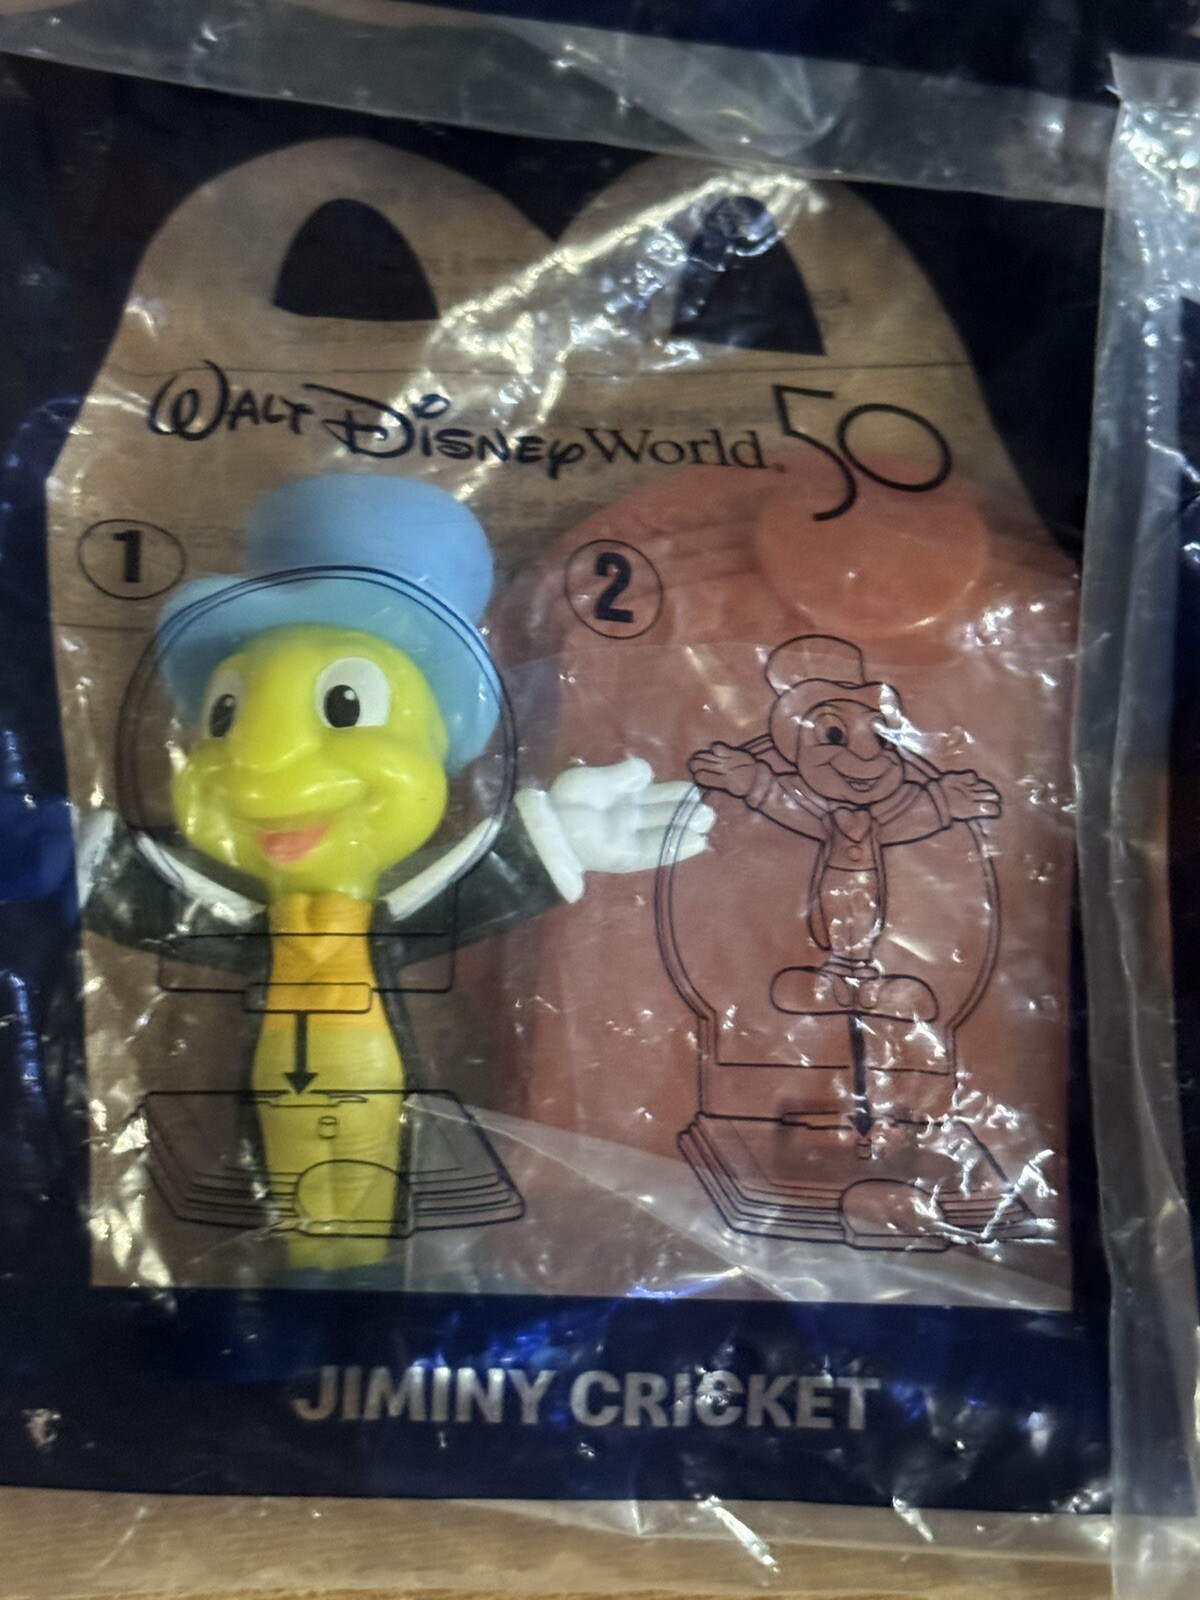 WALT DISNEY World® 50
1 2
JIMINY CRICKET